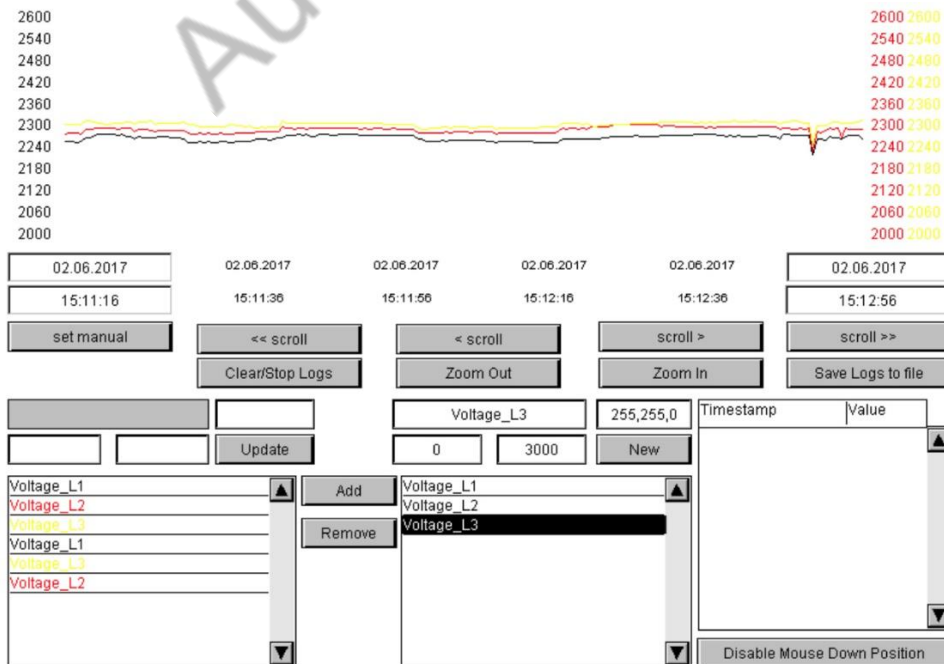 2600 2600 2600
2540 2540 2540
2480 2480 2480
2420 2420 2420
2360 2360 2360
2300 2300 2300
2240 2240 2240
2180 2180 2180
2120 2120 2120
2060 2060 2060
2000 2000 2000
02.06.2017 02.06.2017 02.06.2017 02.06.2017 02.06.2017 02.06.2017
15:11:16 15:11:36 15:11:56 15:12:16 15:12:36 15:12:56
set manual << scroll < scroll scroll > scroll >>
Clear/Stop Logs Zoom Out Zoom In Save Logs to file
Voltage_L3 255,255,0 Timestamp Value
Update 0 3000 New
Voltage_L1
Voltage_L2
Voltage_L3
Voltage_L1
Voltage_L3
Voltage_L2
Add
Remove
Voltage_L1
Voltage_L2
Voltage_L3
Disable Mouse Down Position